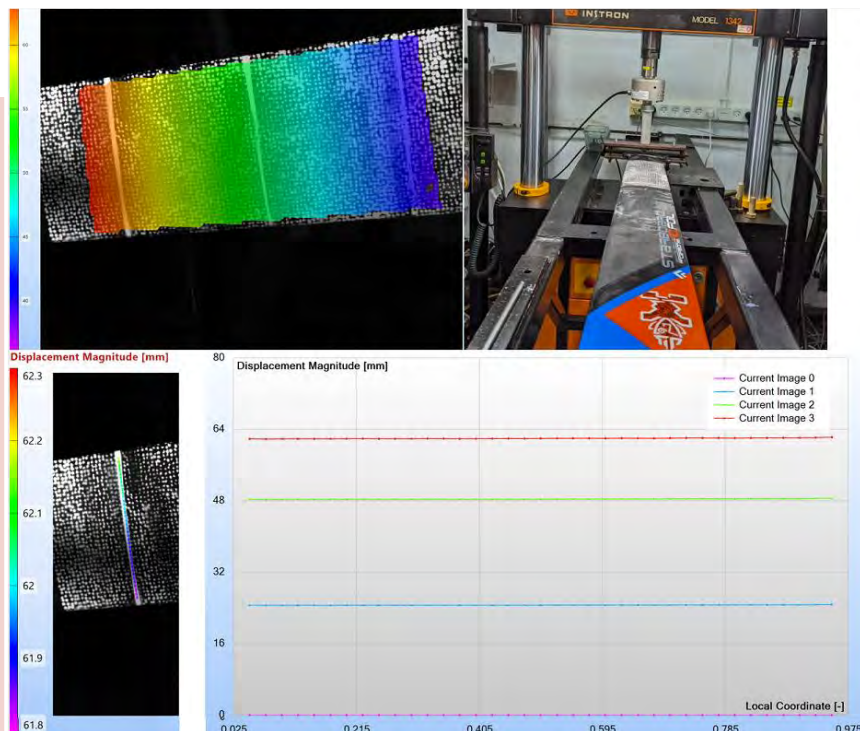 INSTRON
MODEL 1342
Displacement Magnitude [mm]
62.3
62.2
62.1
62
61.9
61.8
Displacement Magnitude [mm]
80
64
48
32
16
0
Current Image 0
Current Image 1
Current Image 2
Current Image 3
Local Coordinate [-]
0.025
0.215
0.405
0.595
0.785
0.975